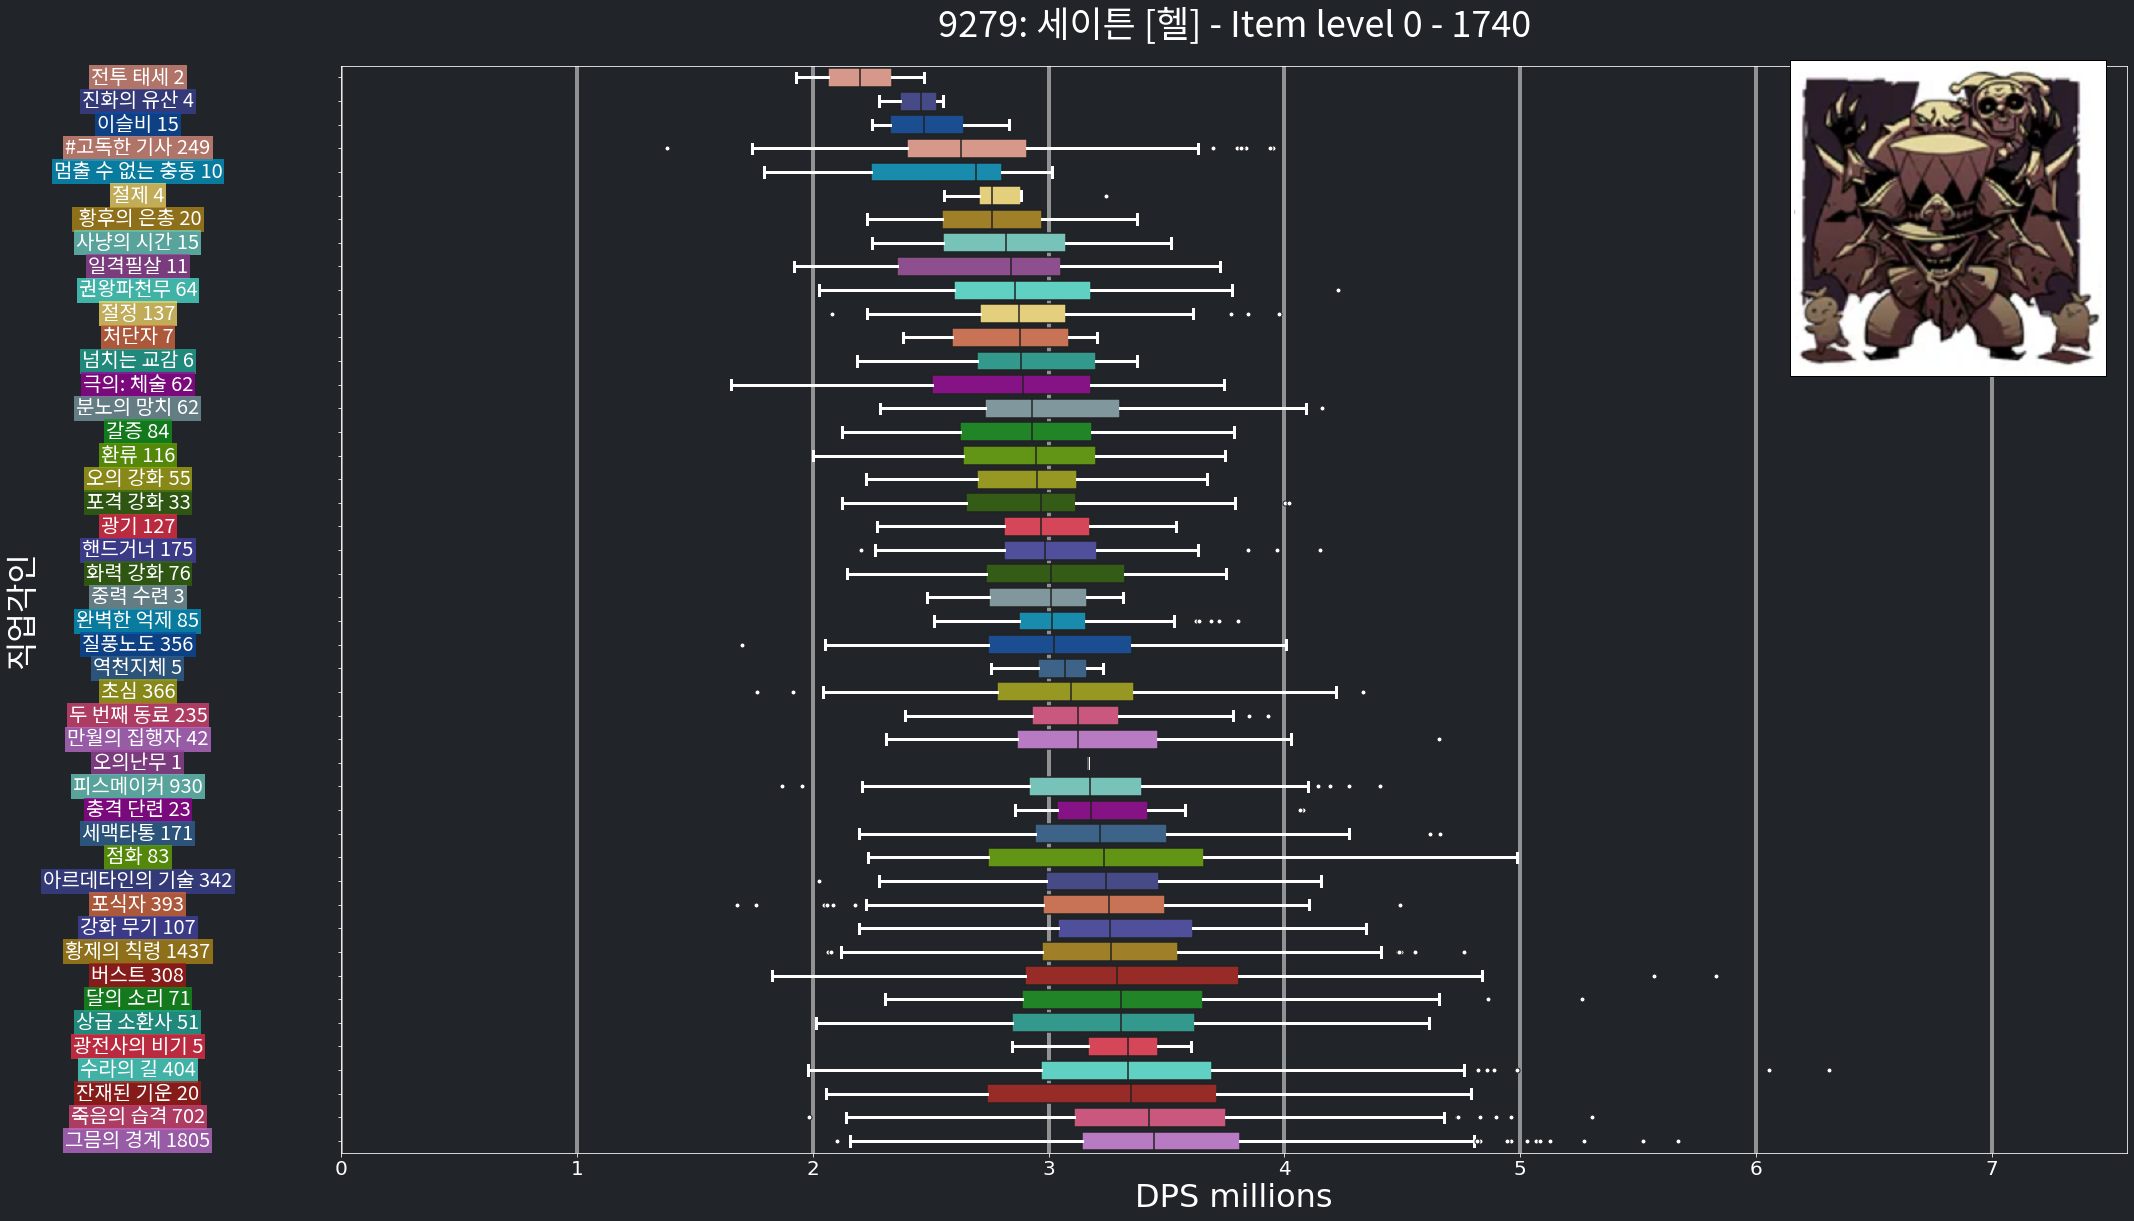 9279: 세이튼 [헬] - Item level 0 - 1740
전투 태세 2
진화의 유산 4
이슬비 15
#고독한 기사 249
멈출 수 없는 충동 10
절제 4
황후의 은총 20
사냥의 시간 15
일격필살 11
권왕파천무 64
절정 137
처단자 7
넘치는 교감 6
극의: 체술 62
분노의 망치 62
갈증 84
환류 116
오의 강화 55
포격 강화 33
광기 127
핸드거너 175
화력 강화 76
중력 수련 3
완벽한 억제 85
질풍노도 356
역천지체 5
초심 366
두 번째 동료 235
만월의 집행자 42
오의난무 1
피스메이커 930
충격 단련 23
세맥타통 171
점화 83
아르데타인의 기술 342
포식자 393
강화 무기 107
황제의 칙령 1437
버스트 308
달의 소리 71
상급 소환사 51
광전사의 비기 5
수라의 길 404
잔재된 기운 20
죽음의 습격 702
그믐의 경계 1805
직업각인
0 1 2 3 4 5 6 7
DPS millions